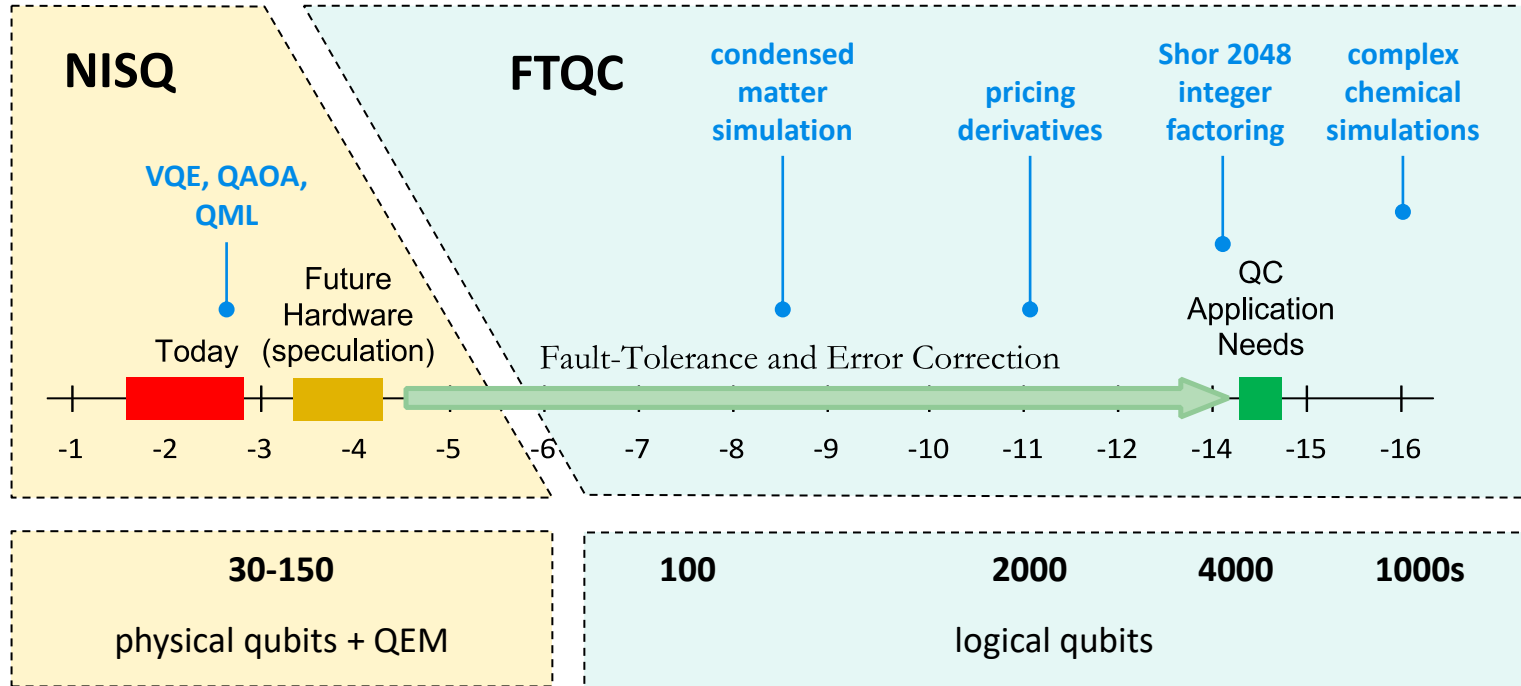 NISQ
VQE, QAOA,
QML
Today
Future
Hardware
(speculation)
FTQC
condensed
matter
simulation
pricing
derivatives
Shor 2048
integer
factoring
complex
chemical
simulations
Fault-Tolerance and Error Correction
QC
Application
Needs
-1 -2 -3 -4 -5 -6 -7 -8 -9 -10 -11 -12 -14 -15 -16
30-150
physical qubits + QEM
100 2000 4000 1000s
logical qubits